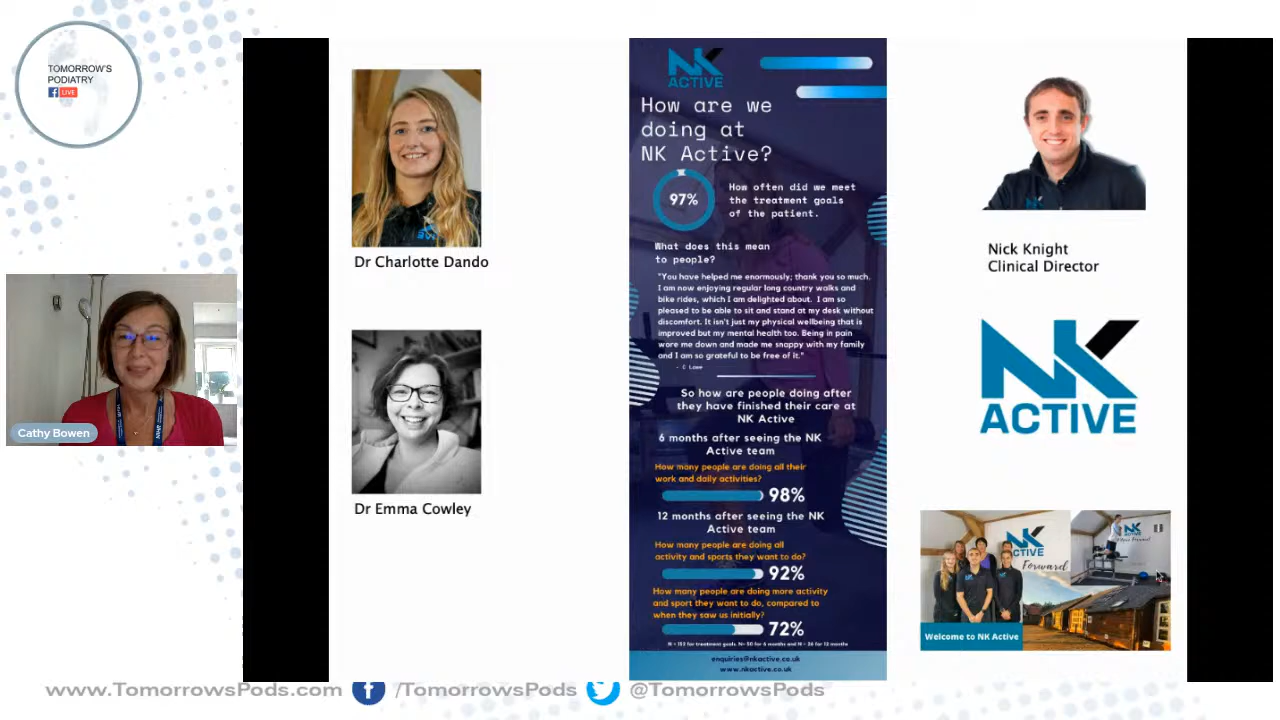 TOMORROW'S
PODIATRY
f LIVE
Cathy Bowen
Dr Charlotte Dando
Dr Emma Cowley
NK
ACTIVE
How are we
doing at
NK Active?
97%
How often did we meet
the treatment goals
of the patient.
What does this mean
to people?
"You have helped me enormously; thank you so much.
I am now enjoying regular long country walks and
bike rides, which I am delighted about. I am so
pleased to be able to sit and stand at my desk without
discomfort. It isn't just my physical wellbeing that is
improved but my mental health too. Being in pain
wore me down and made me snappy with my family
and I am so grateful to be free of it."
- C Lowe
So how are people doing after
they have finished their care at
NK Active
6 months after seeing the NK
Active team
How many people are doing all their
work and daily activities?
98%
12 months after seeing the NK
Active team
How many people are doing all
activity and sports they want to do?
92%
How many people are doing more activity
and sport they want to do, compared to
when they saw us initially?
72%
enquiries@nkactive.co.uk
www.nkactive.co.uk
NK
Nick Knight
Clinical Director
NK
ACTIVE
NK
ACTIVE
Forward
Welcome to NK Active
www.TomorrowsPods.com f /TomorrowsPods @TomorrowsPods